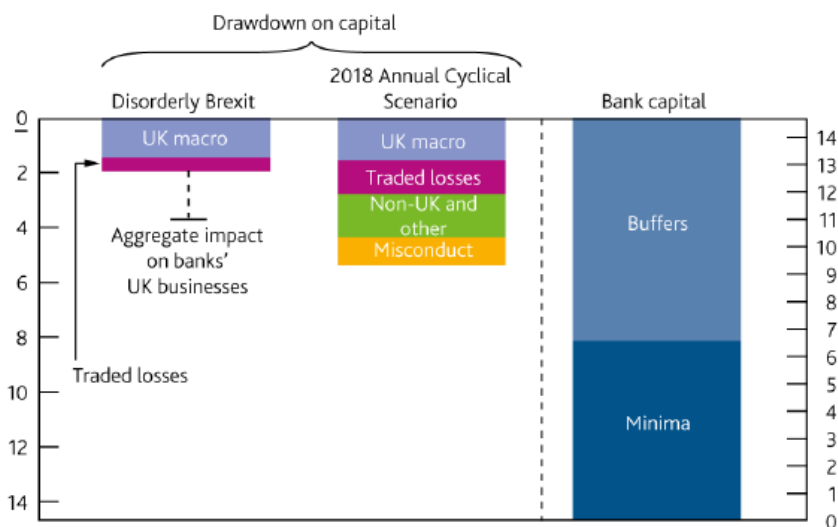 Drawdown on capital
Disorderly Brexit
2018 Annual Cyclical
Scenario
Bank capital
0
2
4
6
8
10
12
14
UK macro
Aggregate impact
on banks'
UK businesses
Traded losses
UK macro
Traded losses
Non-UK and
other
Misconduct
Buffers
Minima
14
13
12
11
10
9
8
7
6
5
4
3
2
1
0